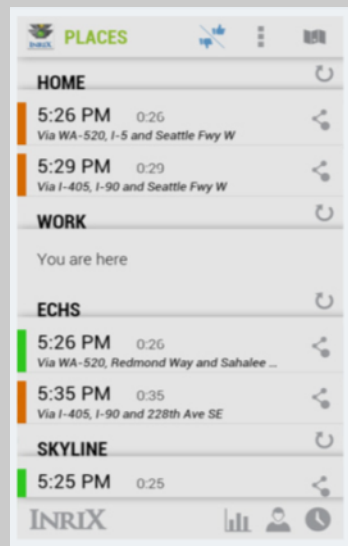 INRIX PLACES
HOME
5:26 PM 0:26
Via WA-520, I-5 and Seattle Fwy W
5:29 PM 0:29
Via I-405, I-90 and Seattle Fwy W
WORK
You are here
ECHS
5:26 PM 0:26
Via WA-520, Redmond Way and Sahalee ...
5:35 PM 0:35
Via I-405, I-90 and 228th Ave SE
SKYLINE
5:25 PM 0:25
INRIX